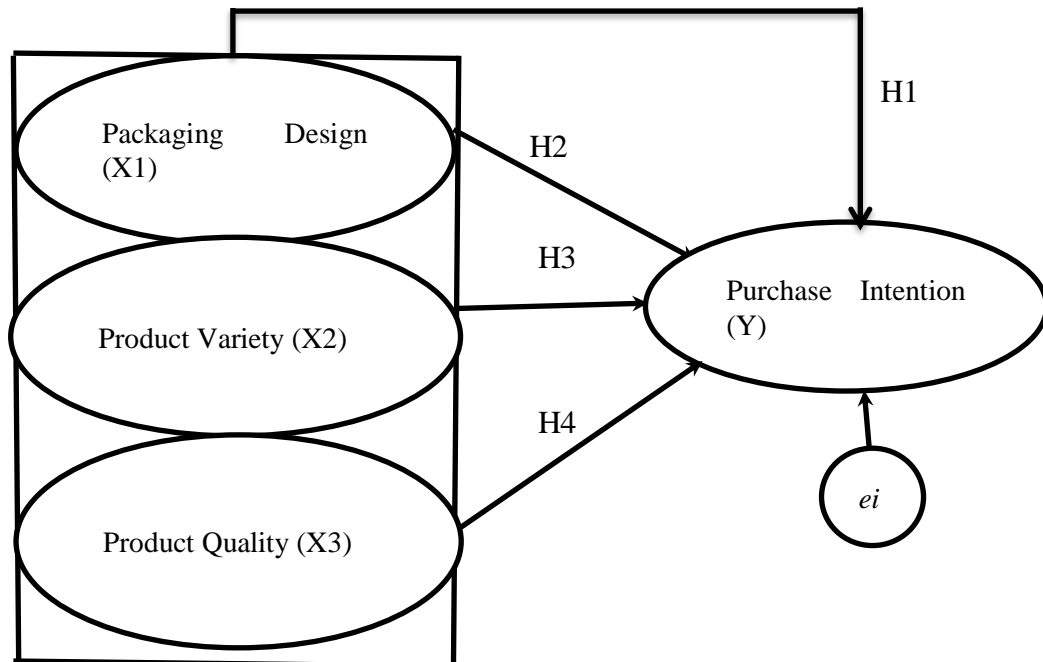 H1
Packaging Design
(X1)
H2
H3
Product Variety (X2)
Purchase Intention
(Y)
H4
Product Quality (X3)
ei